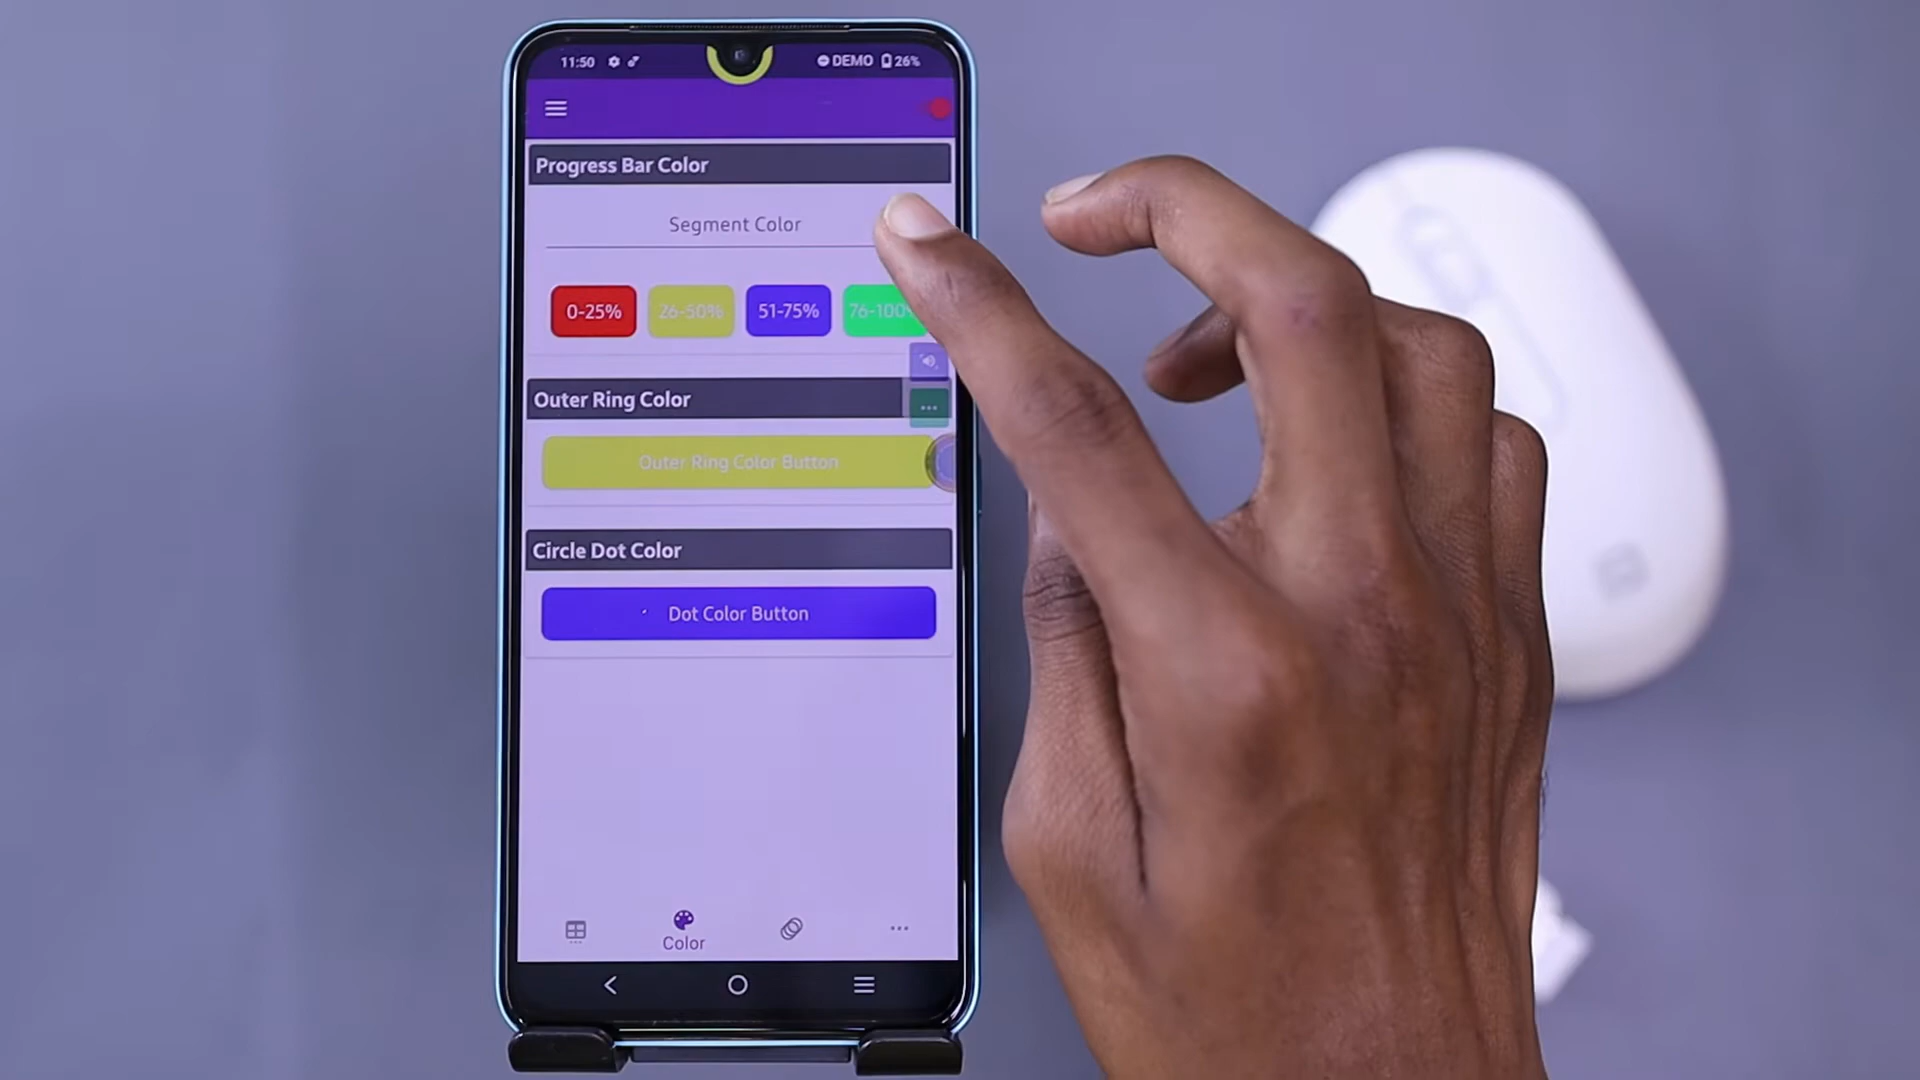 11:50 DEMO 26%
Progress Bar Color
Segment Color
0-25% 26-50% 51-75% 76-100%
Outer Ring Color
Outer Ring Color Button
Circle Dot Color
Dot Color Button
Color